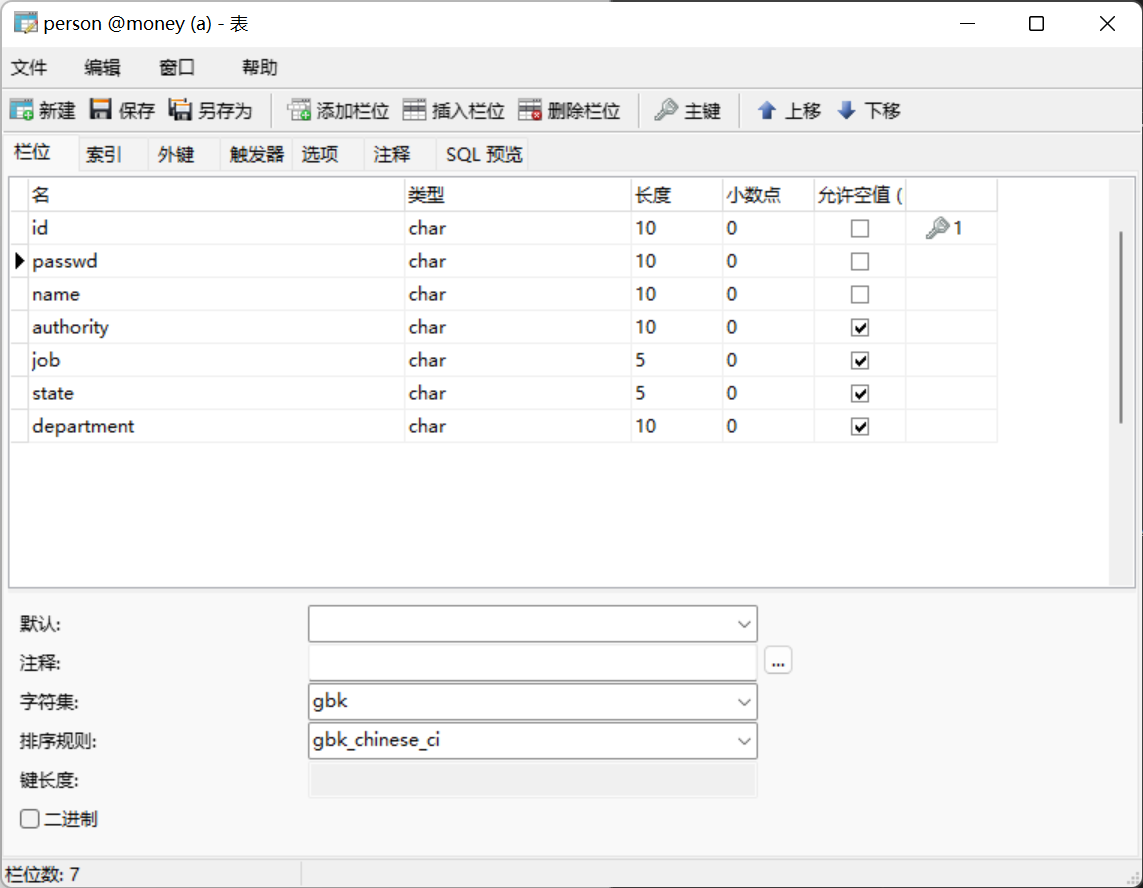 person @money (a) - 表
文件 编辑 窗口 帮助
新建 保存 另存为 添加栏位 插入栏位 删除栏位 主键 上移 下移
栏位 索引 外键 触发器 选项 注释 SQL 预览
名 类型 长度 小数点 允许空值 (
id char 10 0 1
passwd char 10 0
name char 10 0
authority char 10 0
job char 5 0
state char 5 0
department char 10 0
默认:
注释: ...
字符集: gbk
排序规则: gbk_chinese_ci
键长度:
二进制
栏位数: 7